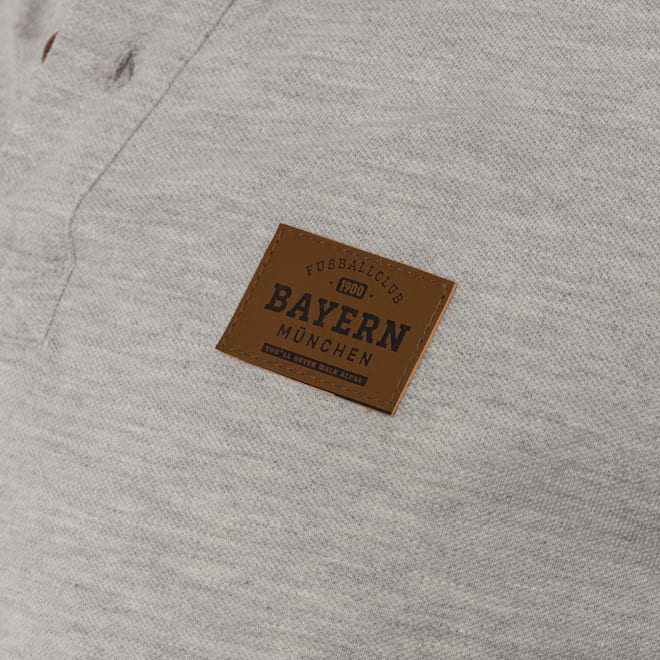 FUßBALLCLUB
1900
BAYERN
MÜNCHEN
YOU'LL NEVER WALK ALONE